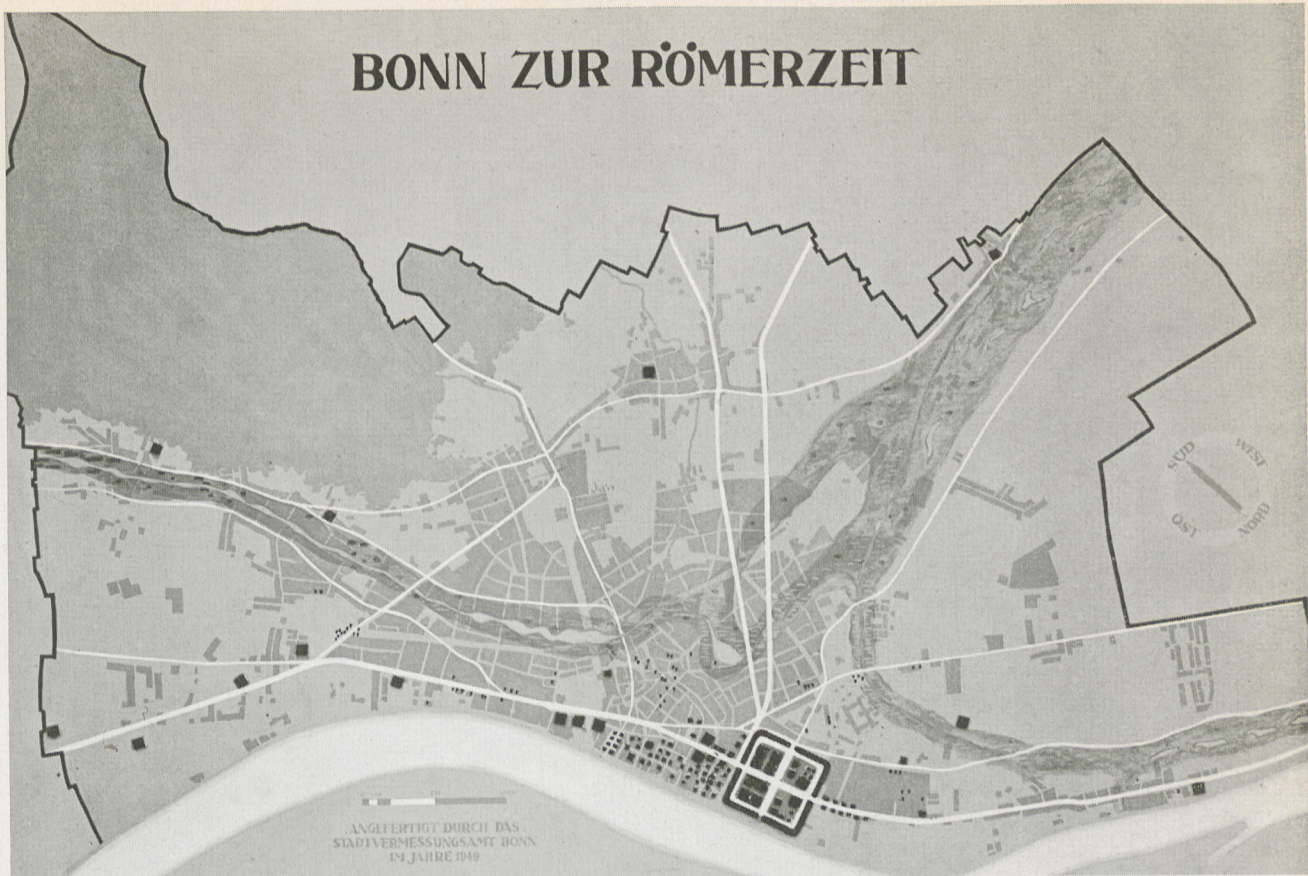 BONN ZUR RÖMERZEIT
SÜD
WEST
OST
NORD
ANGEFERTIGT DURCH DAS
STADTVERMESSUNGSAMT BONN
IM JAHRE 1949